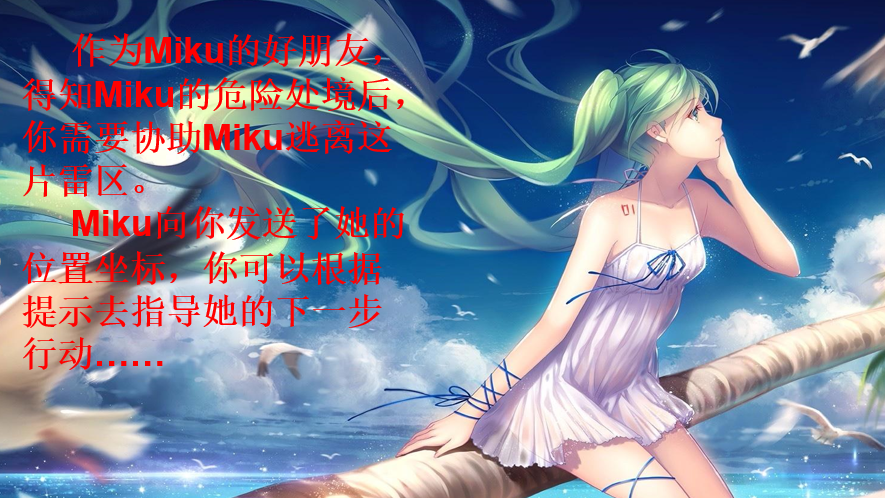 作为Miku的好朋友，
得知Miku的危险处境后，
你需要协助Miku逃离这
片雷区。
Miku向你发送了她的
位置坐标，你可以根据
提示去指导她的下一步
行动……
01